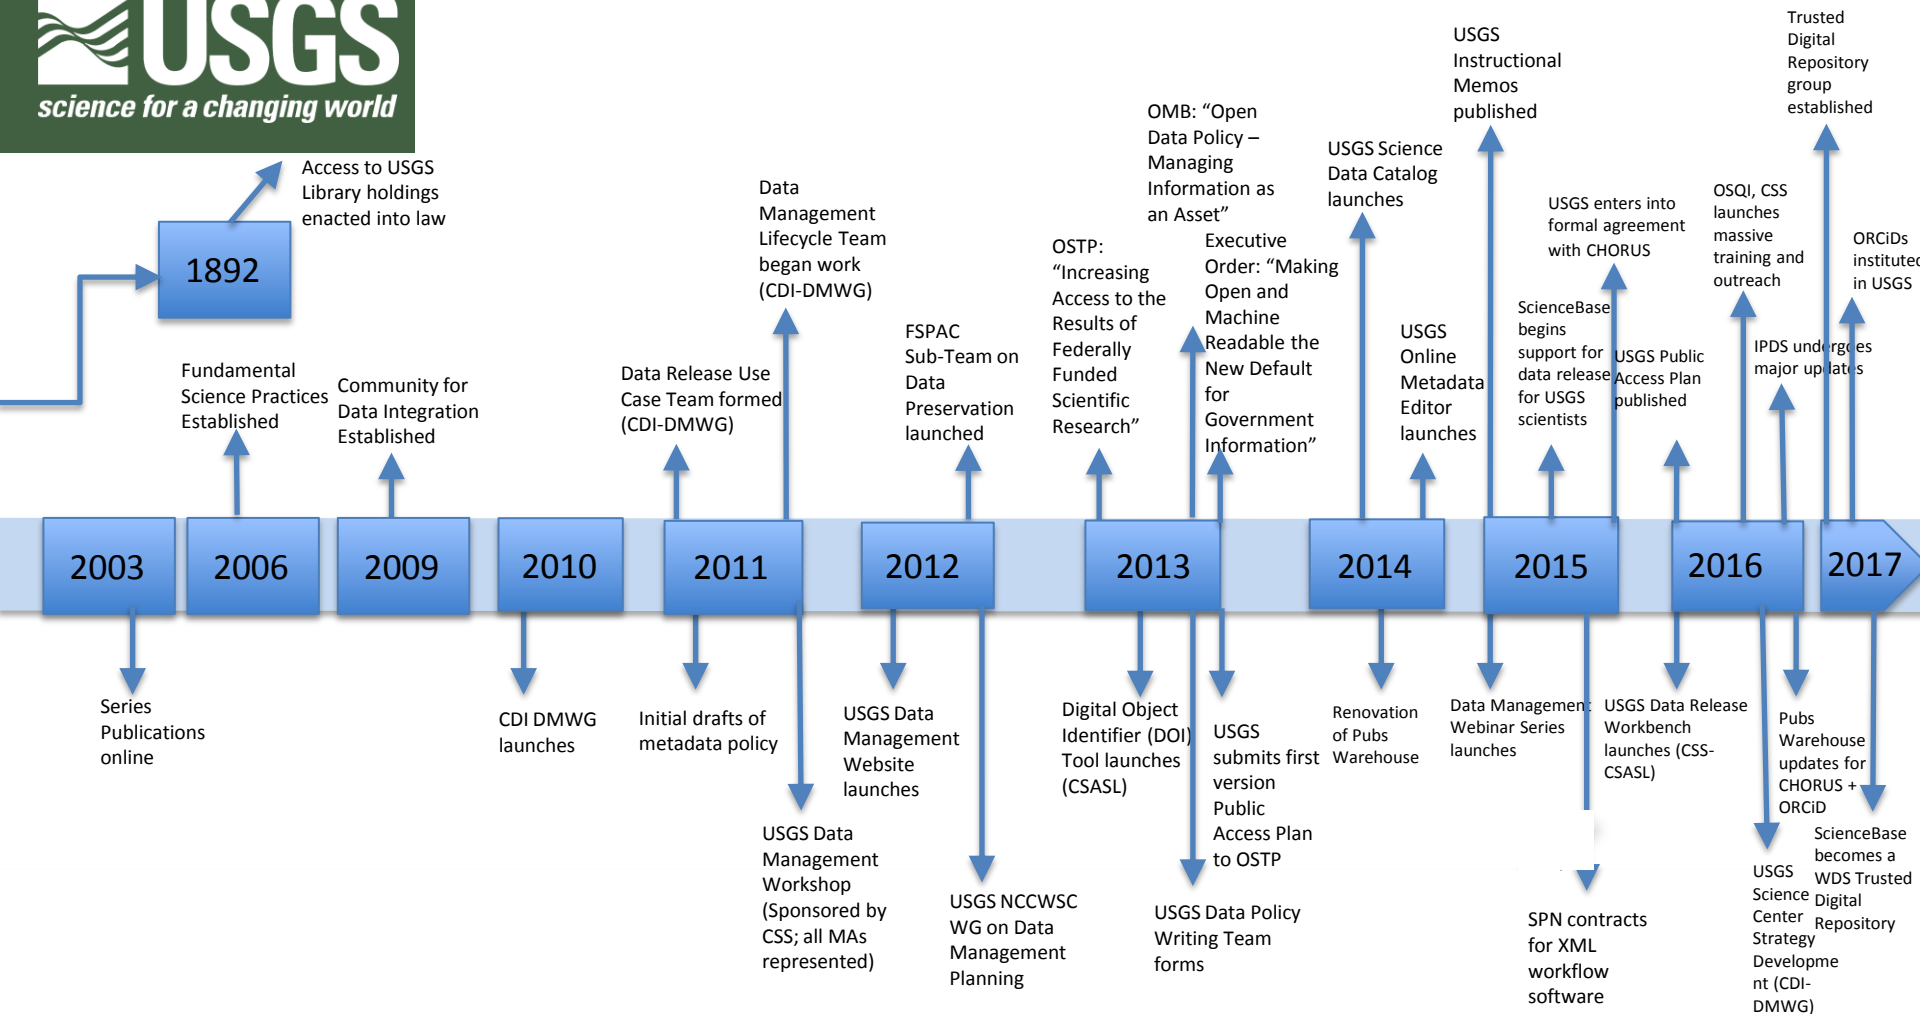 USGS
science for a changing world
Access to USGS
Library holdings
enacted into law
1892
Fundamental
Science Practices
Established
Community for
Data Integration
Established
Data Release Use
Case Team formed
(CDI-DMWG)
Data
Management
Lifecycle Team
began work
(CDI-DMWG)
FSPAC
Sub-Team on
Data
Preservation
launched
OSTP:
“Increasing
Access to the
Results of
Federally
Funded
Scientific
Research”
OMB: “Open
Data Policy –
Managing
Information as
an Asset”
Executive
Order: “Making
Open and
Machine
Readable the
New Default
for
Government
Information”
USGS Science
Data Catalog
launches
USGS
Online
Metadata
Editor
launches
USGS
Instructional
Memos
published
ScienceBase
begins
support for
data release
for USGS
scientists
USGS enters into
formal agreement
with CHORUS
USGS Public
Access Plan
published
OSQI, CSS
launches
massive
training and
outreach
IPDS undergoes
major updates
Trusted
Digital
Repository
group
established
ORCiDs
instituted
in USGS
2003
2006
2009
2010
2011
2012
2013
2014
2015
2016
2017
Series
Publications
online
CDI DMWG
launches
Initial drafts of
metadata policy
USGS Data
Management
Workshop
(Sponsored by
CSS; all MAs
represented)
USGS Data
Management
Website
launches
USGS NCCWSC
WG on Data
Management
Planning
Digital Object
Identifier (DOI)
Tool launches
(CSASL)
USGS Data Policy
Writing Team
forms
USGS
submits first
version
Public
Access Plan
to OSTP
Renovation
of Pubs
Warehouse
Data Management
Webinar Series
launches
SPN contracts
for XML
workflow
software
USGS Data Release
Workbench
launches (CSS-
CSASL)
USGS
Science
Center
Strategy
Developme
nt (CDI-
DMWG)
Pubs
Warehouse
updates for
CHORUS +
ORCiD
ScienceBase
becomes a
WDS Trusted
Digital
Repository